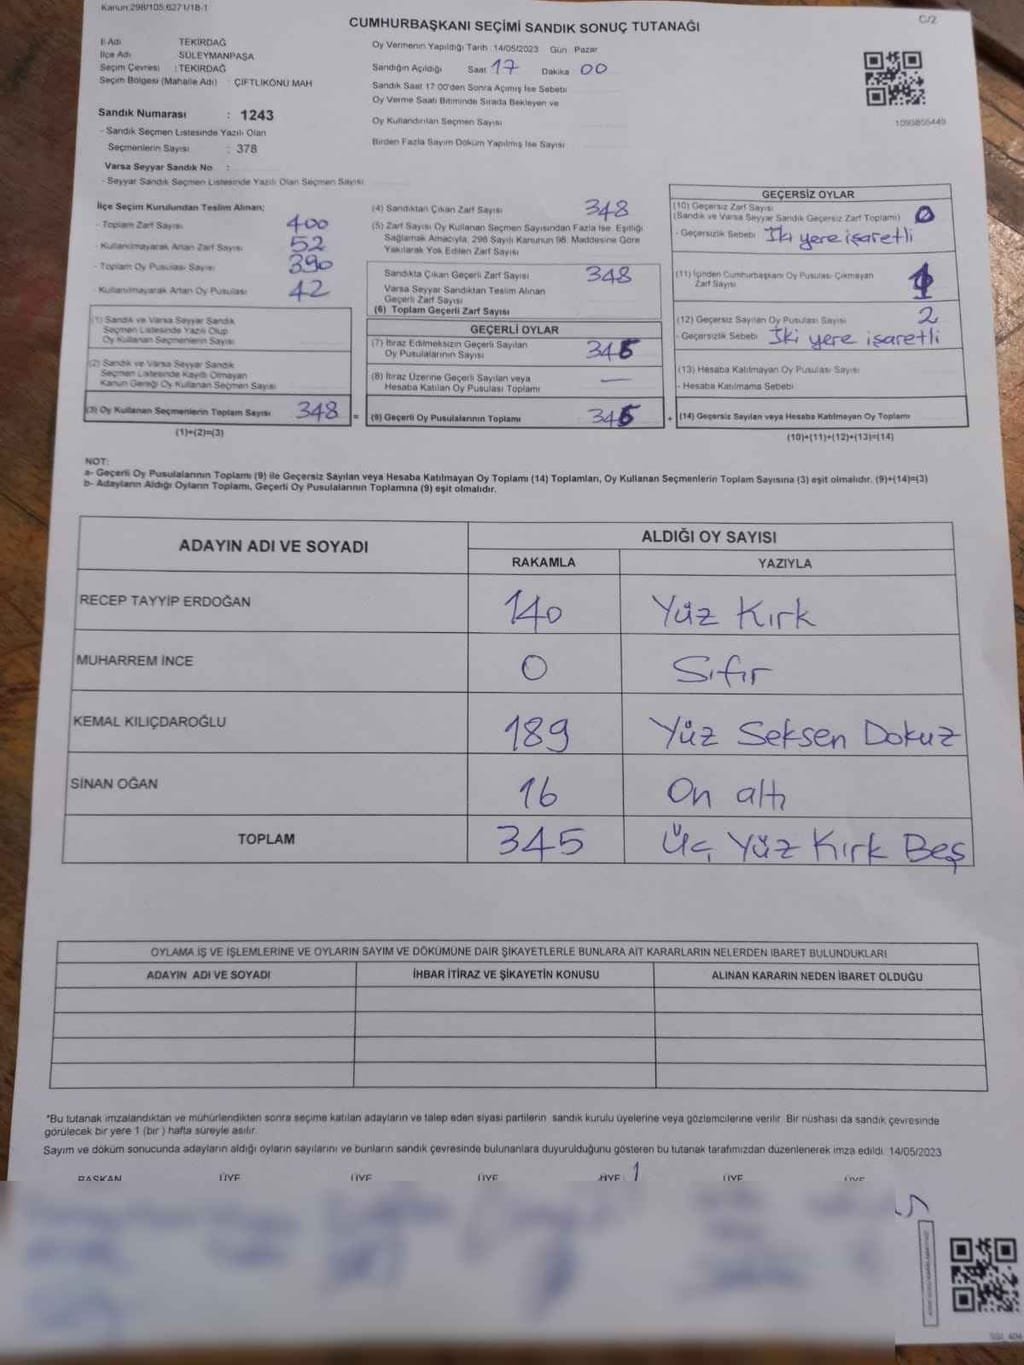 Kanun:298/105;6271/18-1
CUMHURBAŞKANI SEÇİMİ SANDIK SONUÇ TUTANAĞI
C/2
İl Adı TEKİRDAĞ
İlçe Adı SÜLEYMANPAŞA
Seçim Çevresi : TEKİRDAĞ
Seçim Bölgesi (Mahalle Adı) : ÇİFTLİKÖNÜ MAH
Oy Vermenin Yapıldığı Tarih : 14/05/2023 Gün: Pazar
Sandığın Açıldığı Saat 17 Dakika 00
Sandık Saat 17 00'den Sonra Açılmış İse Sebebi
Oy Verme Saati Bitiminde Sırada Bekleyen ve
Oy Kullandırılan Seçmen Sayısı
Birden Fazla Sayım Döküm Yapılmış İse Sayısı
1093855449
Sandık Numarası : 1243
- Sandık Seçmen Listesinde Yazılı Olan
Seçmenlerin Sayısı : 378
Varsa Seyyar Sandık No :
- Seyyar Sandık Seçmen Listesinde Yazılı Olan Seçmen Sayısı
İlçe Seçim Kurulundan Teslim Alınan;
- Toplam Zarf Sayısı 400
- Kullanılmayarak Artan Zarf Sayısı 52
- Toplam Oy Pusulası Sayısı 390
- Kullanılmayarak Artan Oy Pusulası 42
(1) Sandık ve Varsa Seyyar Sandık
Seçmen Listesinde Yazılı Olup
Oy Kullanan Seçmenlerin Sayısı
(2) Sandık ve Varsa Seyyar Sandık
Seçmen Listesinde Kayıtlı Olmayan
Kanun Gereği Oy Kullanan Seçmen Sayısı
(3) Oy Kullanan Seçmenlerin Toplam Sayısı 348 =
(1)+(2)=(3)
(4) Sandıktan Çıkan Zarf Sayısı 348
(5) Zarf Sayısı Oy Kullanan Seçmen Sayısından Fazla İse, Eşitliği
Sağlamak Amacıyla, 298 Sayılı Kanunun 98. Maddesine Göre
Yakılarak Yok Edilen Zarf Sayısı
Sandıkta Çıkan Geçerli Zarf Sayısı 348
Varsa Seyyar Sandıktan Teslim Alınan
Geçerli Zarf Sayısı
(6) Toplam Geçerli Zarf Sayısı
GEÇERLİ OYLAR
(7) İtiraz Edilmeksizin Geçerli Sayılan
Oy Pusulalarının Sayısı 345
(8) İtiraz Üzerine Geçerli Sayılan veya
Hesaba Katılan Oy Pusulası Toplamı —
(9) Geçerli Oy Pusulalarının Toplamı 345 +
GEÇERSİZ OYLAR
(10) Geçersiz Zarf Sayısı
(Sandık ve Varsa Seyyar Sandık Geçersiz Zarf Toplamı) 0
- Geçersizlik Sebebi İki yere işaretli
(11) İçinden Cumhurbaşkanı Oy Pusulası Çıkmayan
Zarf Sayısı 1
(12) Geçersiz Sayılan Oy Pusulası Sayısı 2
- Geçersizlik Sebebi İki yere işaretli
(13) Hesaba Katılmayan Oy Pusulası Sayısı
- Hesaba Katılmama Sebebi
(14) Geçersiz Sayılan veya Hesaba Katılmayan Oy Toplamı
(10)+(11)+(12)+(13)=(14)
NOT:
a- Geçerli Oy Pusulalarının Toplamı (9) ile Geçersiz Sayılan veya Hesaba Katılmayan Oy Toplamı (14) Toplamları, Oy Kullanan Seçmenlerin Toplam Sayısına (3) eşit olmalıdır. (9)+(14)=(3)
b- Adayların Aldığı Oyların Toplamı, Geçerli Oy Pusulalarının Toplamına (9) eşit olmalıdır.
ADAYIN ADI VE SOYADI
ALDIĞI OY SAYISI
RAKAMLA YAZIYLA
RECEP TAYYİP ERDOĞAN 140 Yüz Kırk
MUHARREM İNCE 0 Sıfır
KEMAL KILIÇDAROĞLU 189 Yüz Seksen Dokuz
SİNAN OĞAN 16 On altı
TOPLAM 345 Üç Yüz Kırk Beş
OYLAMA İŞ VE İŞLEMLERİNE VE OYLARIN SAYIM VE DÖKÜMÜNE DAİR ŞİKAYETLERLE BUNLARA AİT KARARLARIN NELERDEN İBARET BULUNDUKLARI
ADAYIN ADI VE SOYADI İHBAR İTİRAZ VE ŞİKAYETİN KONUSU ALINAN KARARIN NEDEN İBARET OLDUĞU
*Bu tutanak imzalandıktan ve mühürlendikten sonra seçime katılan adayların ve talep eden siyasi partilerin sandık kurulu üyelerine veya gözlemcilerine verilir. Bir nüshası da sandık çevresinde
görülecek bir yere 1 (bir) hafta süreyle asılır.
Sayım ve döküm sonucunda adayların aldığı oyların sayılarını ve bunların sandık çevresinde bulunanlara duyurulduğunu gösteren bu tutanak tarafımızdan düzenlenerek imza edildi. 14/05/2023
BAŞKAN ÜYE ÜYE ÜYE ÜYE ÜYE ÜYE